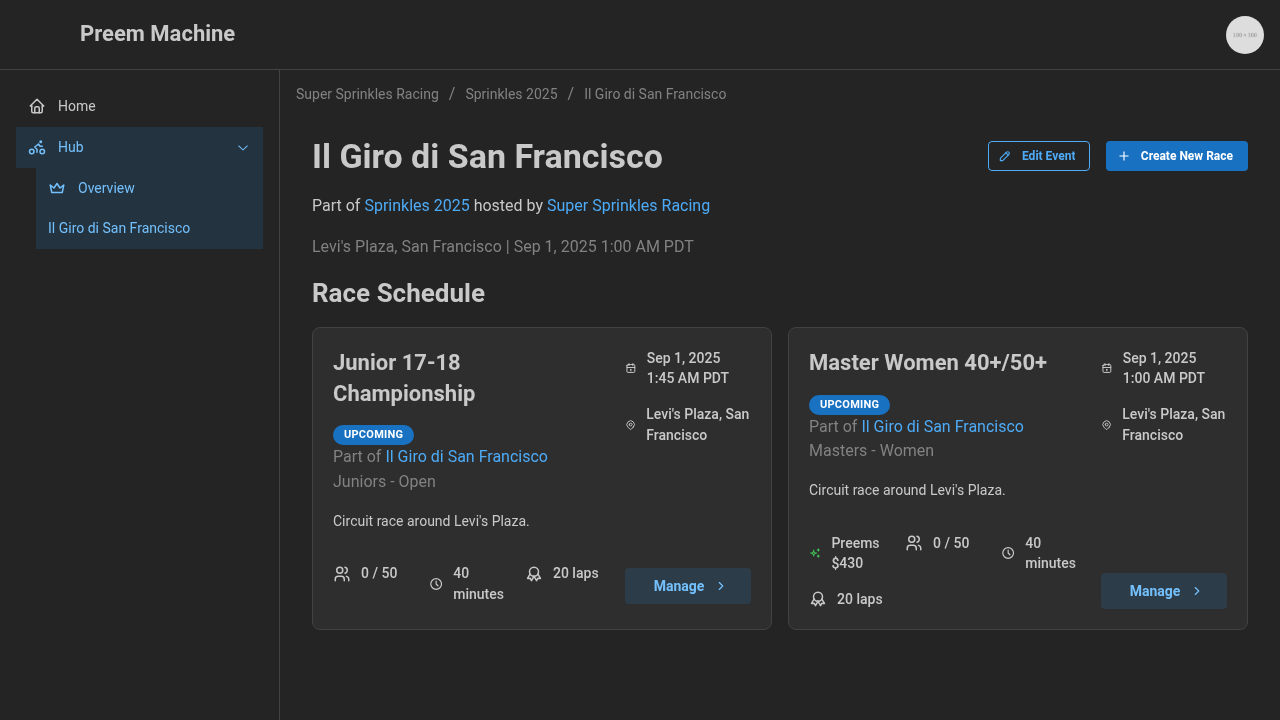 Preem Machine
100 × 100
Home
Hub
Overview
Il Giro di San Francisco
Super Sprinkles Racing / Sprinkles 2025 / Il Giro di San Francisco
Il Giro di San Francisco
Edit Event
Create New Race
Part of Sprinkles 2025 hosted by Super Sprinkles Racing
Levi's Plaza, San Francisco | Sep 1, 2025 1:00 AM PDT
Race Schedule
Junior 17-18
Championship
UPCOMING
Part of Il Giro di San Francisco
Juniors - Open
Circuit race around Levi's Plaza.
Sep 1, 2025
1:45 AM PDT
Levi's Plaza, San
Francisco
0 / 50
40
minutes
20 laps
Manage
Master Women 40+/50+
UPCOMING
Part of Il Giro di San Francisco
Masters - Women
Circuit race around Levi's Plaza.
Sep 1, 2025
1:00 AM PDT
Levi's Plaza, San
Francisco
Preems
$430
0 / 50
40
minutes
20 laps
Manage